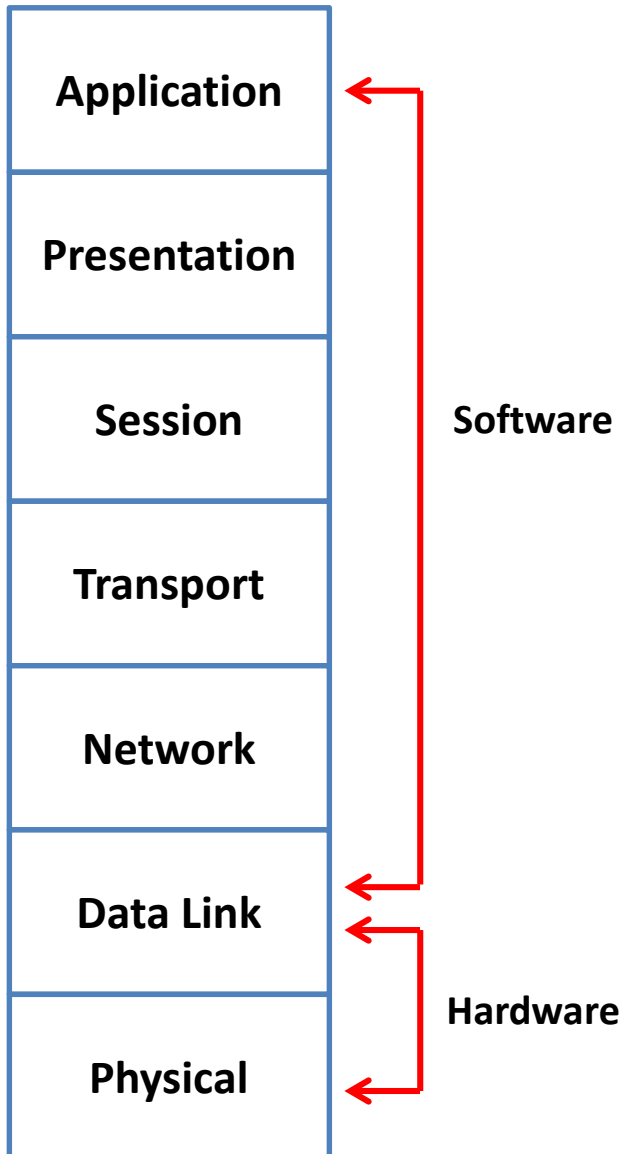 Application
Presentation
Session
Software
Transport
Network
Data Link
Hardware
Physical